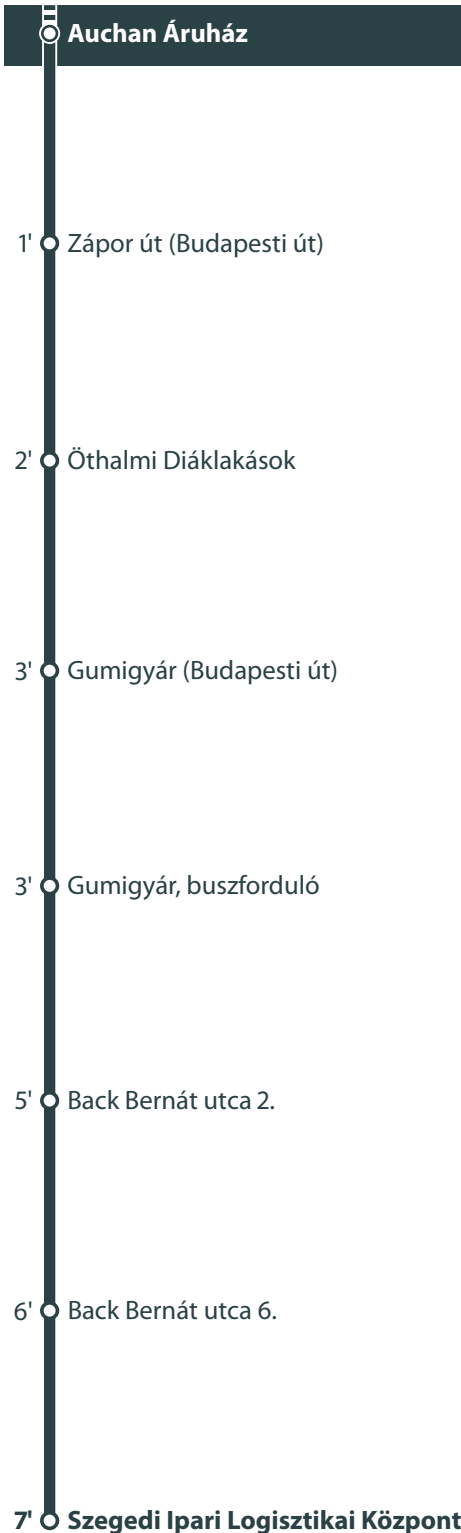 Auchan Áruház
1' Zápor út (Budapesti út)
2' Öthalmi Diáklakások
3' Gumigyár (Budapesti út)
3' Gumigyár, buszforduló
5' Back Bernát utca 2.
6' Back Bernát utca 6.
7' Szegedi Ipari Logisztikai Központ